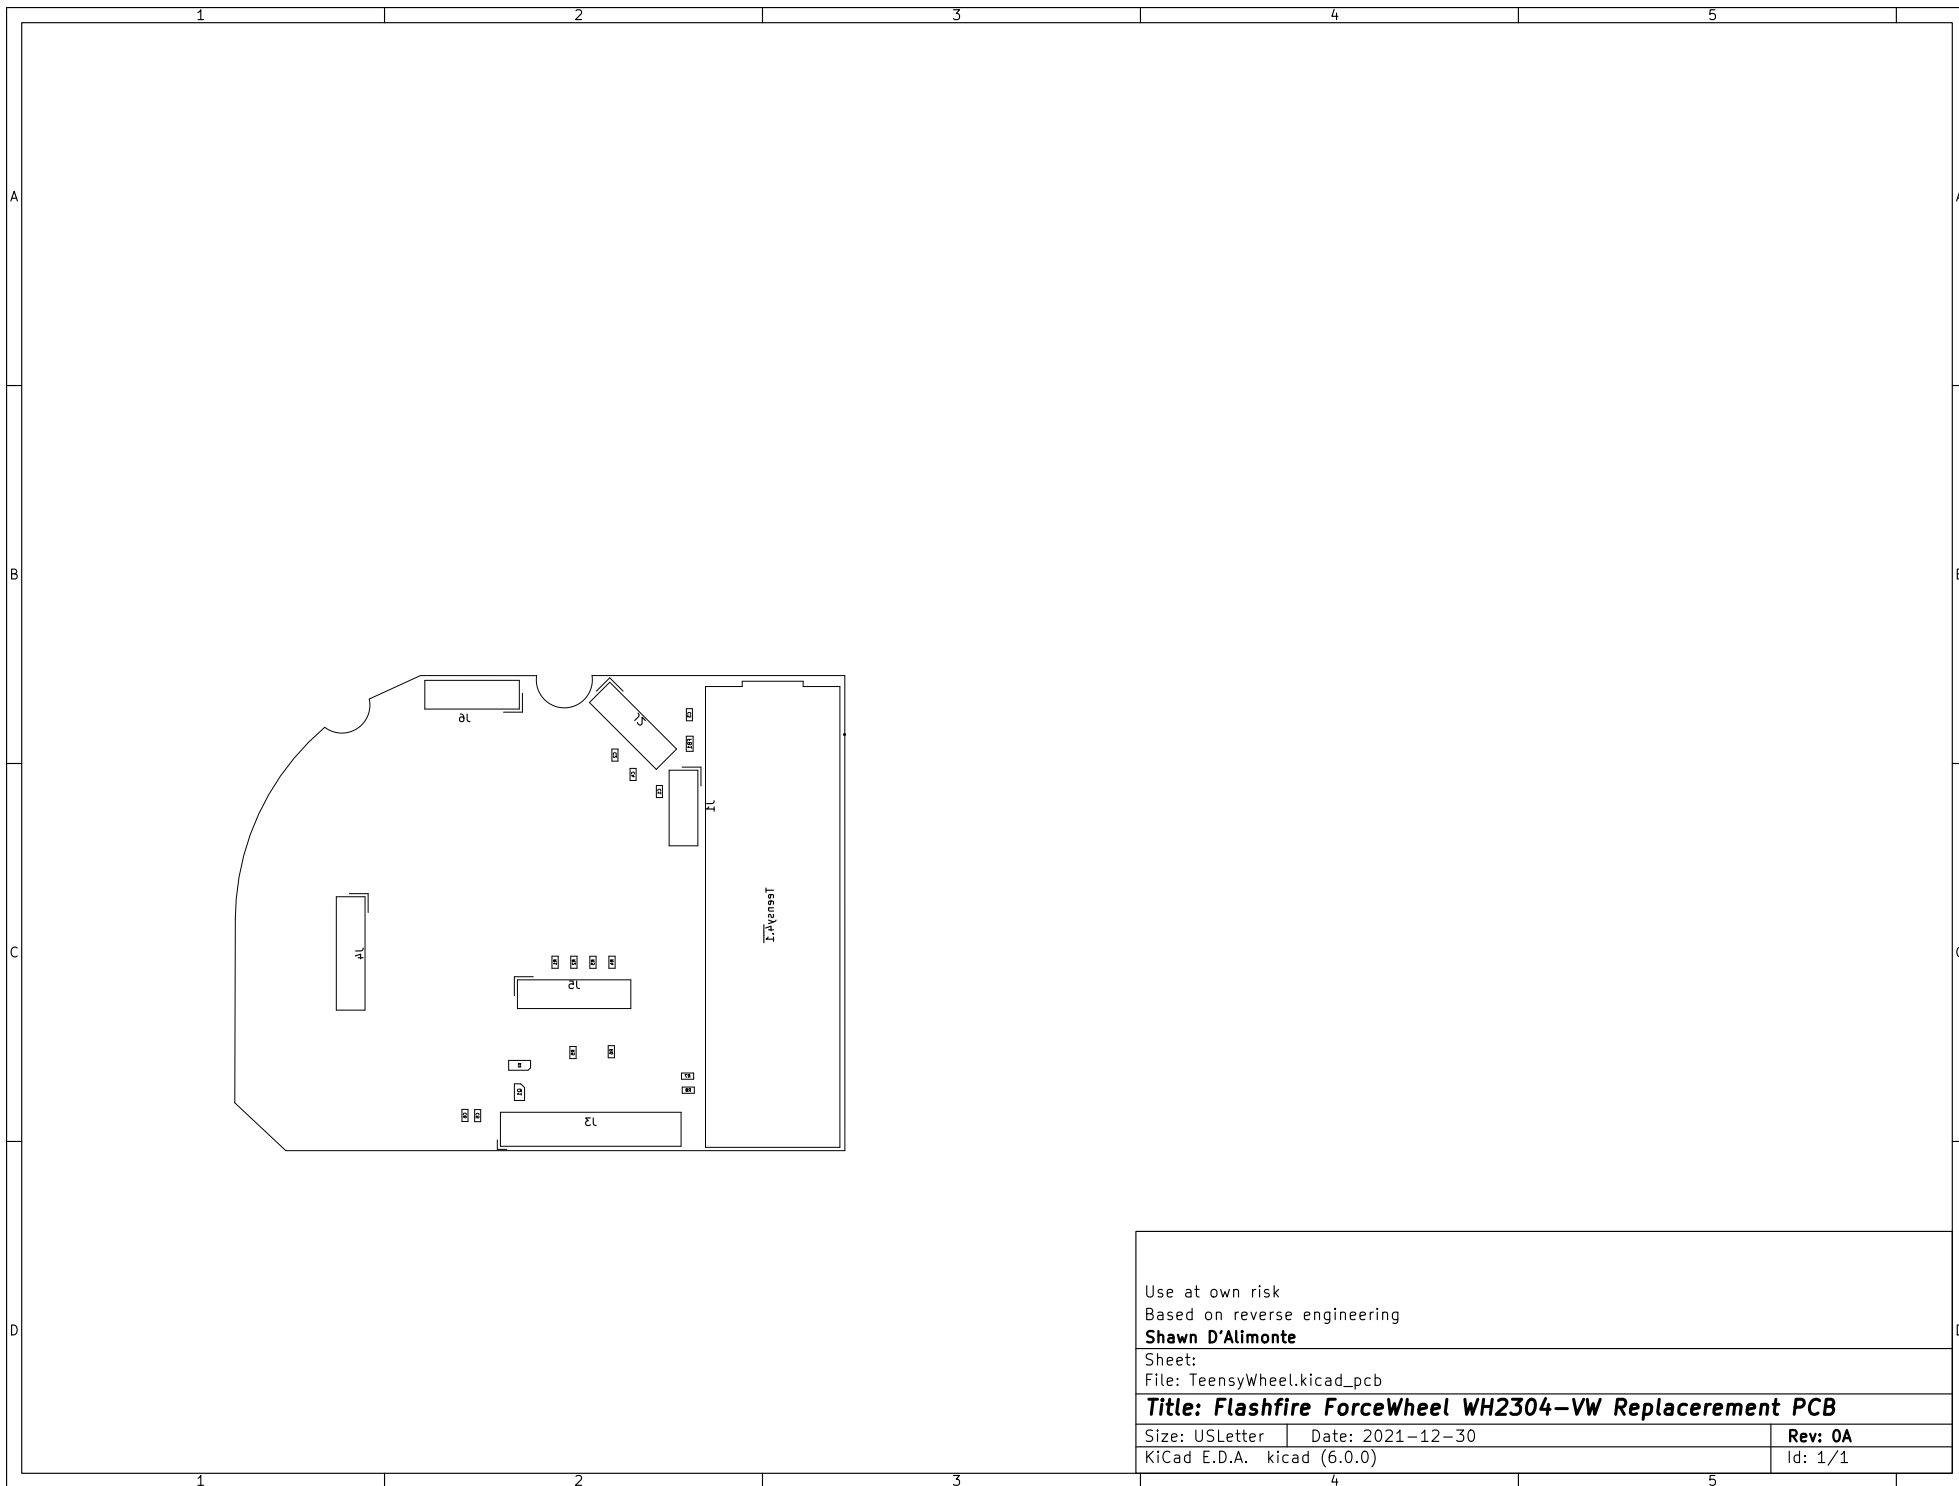 1 2 3 4 5
A A
B
J6
J2
J1
Teensy4.1
J4
C C
J5
J3
Use at own risk
Based on reverse engineering
D
Shawn D'Alimonte
Sheet:
File: TeensyWheel.kicad_pcb
Title: Flashfire ForceWheel WH2304-VW Replacerement PCB
Size: USLetter Date: 2021-12-30 Rev: 0A
KiCad E.D.A. kicad (6.0.0) Id: 1/1
1 2 3 4 5